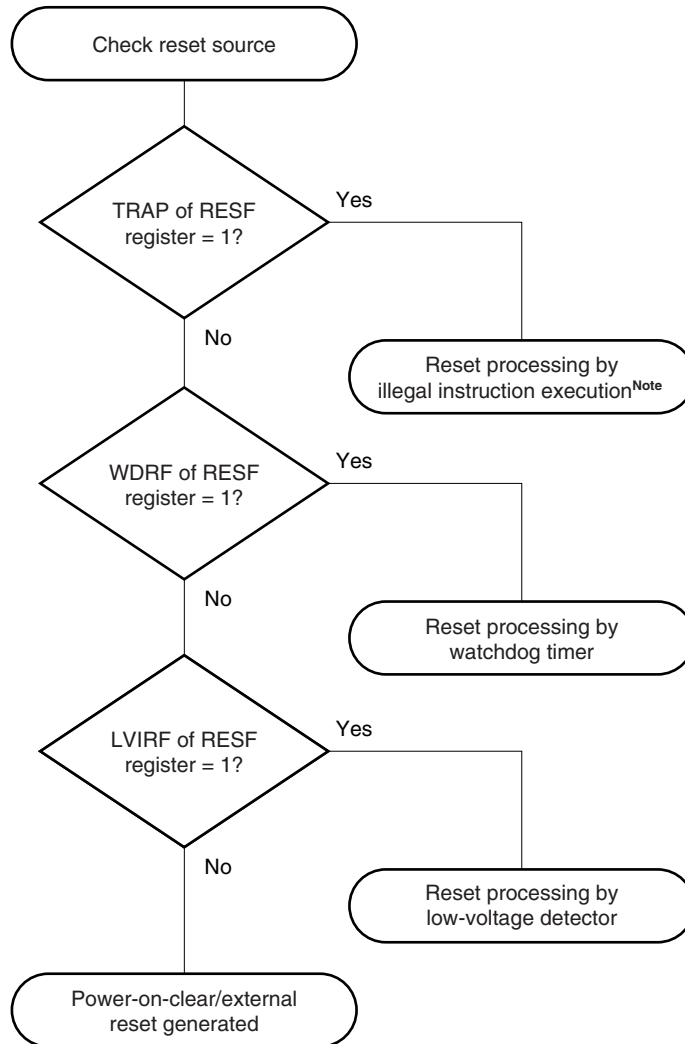 Check reset source
TRAP of RESF
register = 1?
Yes
No
Reset processing by
illegal instruction executionNote
WDRF of RESF
register = 1?
Yes
No
Reset processing by
watchdog timer
LVIRF of RESF
register = 1?
Yes
No
Reset processing by
low-voltage detector
Power-on-clear/external
reset generated